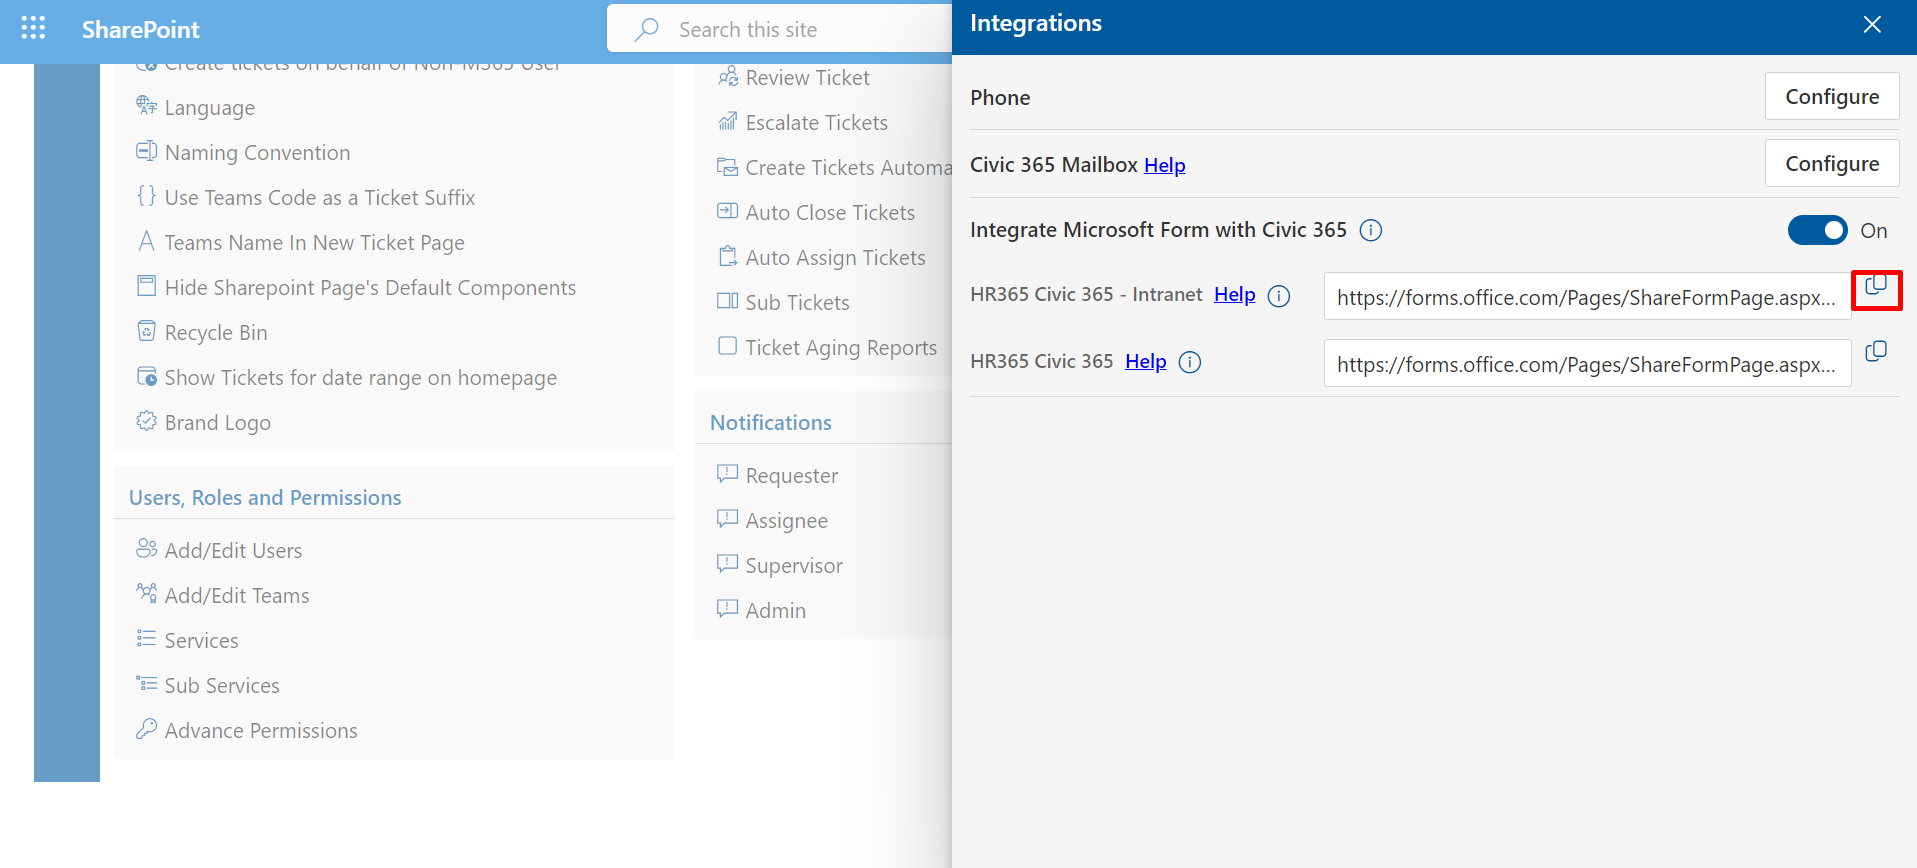 SharePoint
Search this site
Create tickets on behalf of Non-M365 User
Language
Naming Convention
Use Teams Code as a Ticket Suffix
Teams Name In New Ticket Page
Hide Sharepoint Page's Default Components
Recycle Bin
Show Tickets for date range on homepage
Brand Logo
Users, Roles and Permissions
Add/Edit Users
Add/Edit Teams
Services
Sub Services
Advance Permissions
Review Ticket
Escalate Tickets
Create Tickets Automa
Auto Close Tickets
Auto Assign Tickets
Sub Tickets
Ticket Aging Reports
Notifications
Requester
Assignee
Supervisor
Admin
Integrations
Phone
Configure
Civic 365 Mailbox Help
Configure
Integrate Microsoft Form with Civic 365
On
HR365 Civic 365 - Intranet Help
https://forms.office.com/Pages/ShareFormPage.aspx...
HR365 Civic 365 Help
https://forms.office.com/Pages/ShareFormPage.aspx...